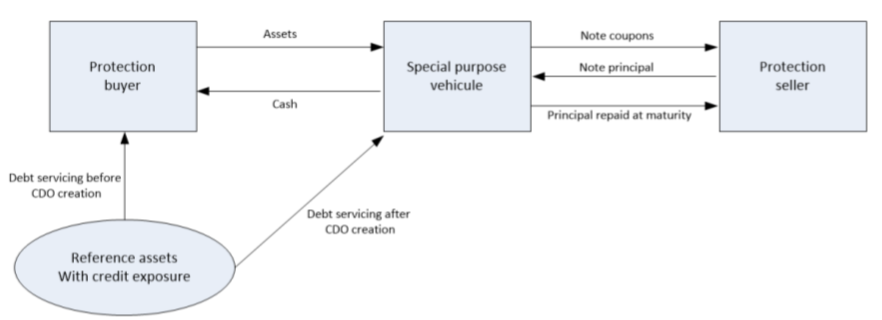 Assets
Note coupons
Protection
buyer
Special purpose
vehicule
Note principal
Protection
seller
Cash
Principal repaid at maturity
Debt servicing before
CDO creation
Debt servicing after
CDO creation
Reference assets
With credit exposure